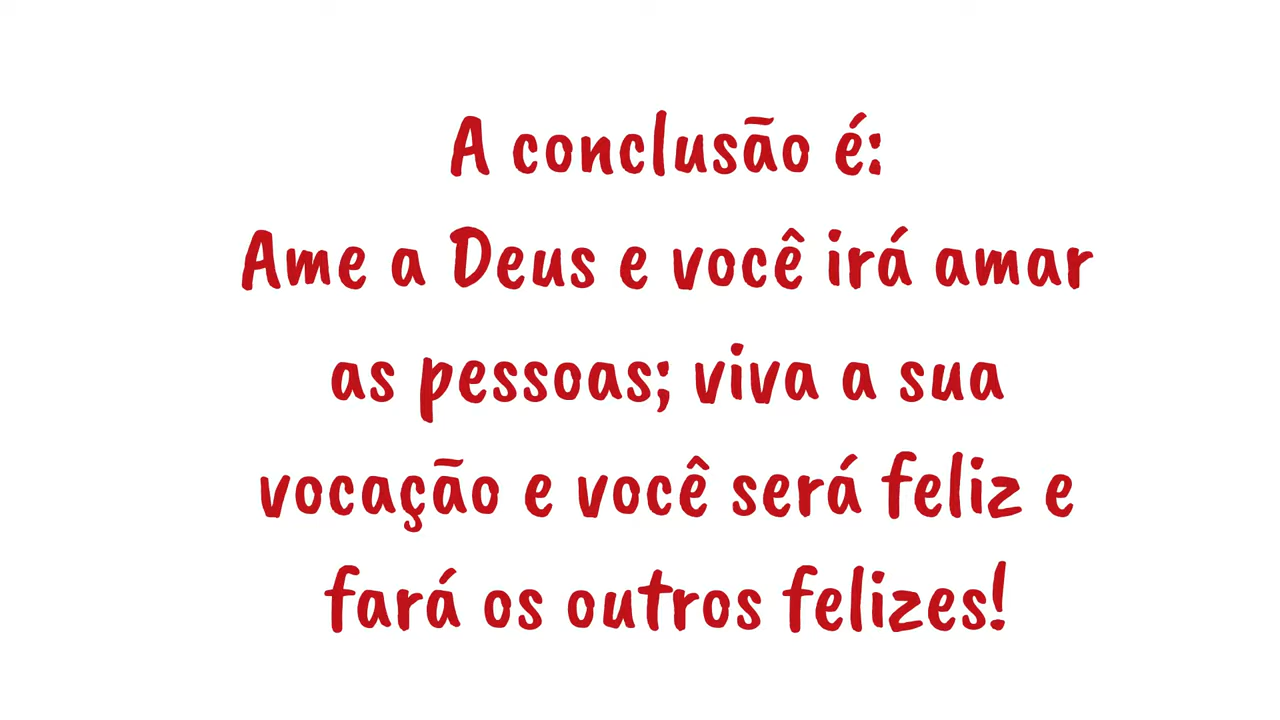 A conclusão é:
Ame a Deus e você irá amar
as pessoas; viva a sua
vocação e você será feliz e
fará os outros felizes!